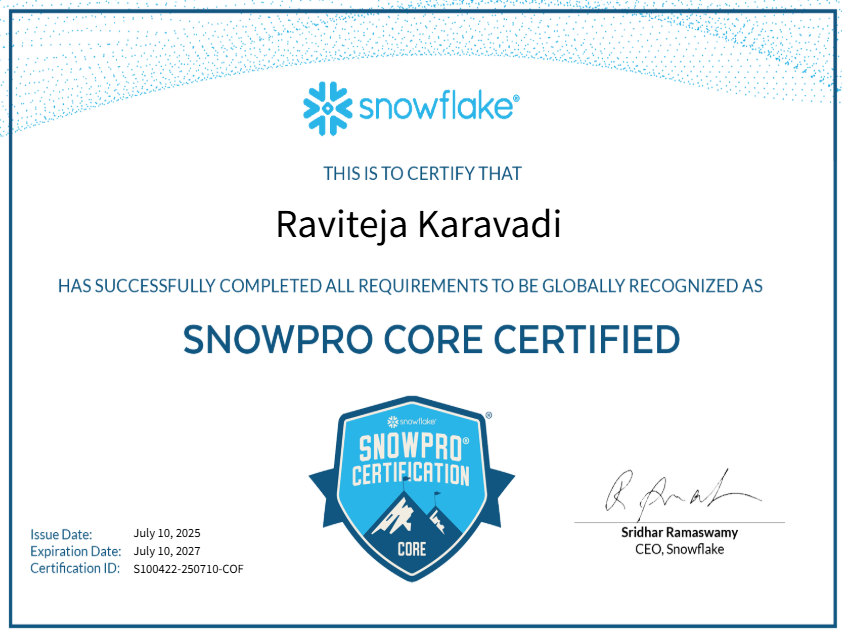 snowflake®
THIS IS TO CERTIFY THAT
Raviteja Karavadi
HAS SUCCESSFULLY COMPLETED ALL REQUIREMENTS TO BE GLOBALLY RECOGNIZED AS
SNOWPRO CORE CERTIFIED
snowflake®
SNOWPRO®
CERTIFICATION
CORE
®
Issue Date: July 10, 2025
Expiration Date: July 10, 2027
Certification ID: S100422-250710-COF
Sridhar Ramaswamy
CEO, Snowflake